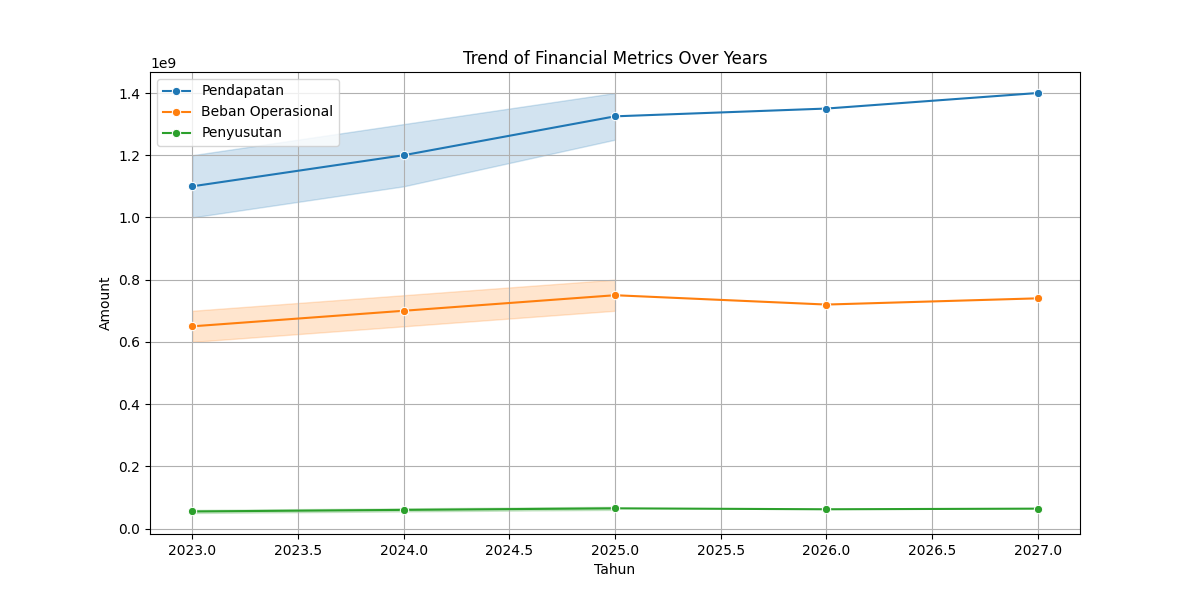 Trend of Financial Metrics Over Years
1e9
Pendapatan
Beban Operasional
Penyusutan
1.4
1.2
1.0
0.8
0.6
0.4
0.2
0.0
Amount
2023.0 2023.5 2024.0 2024.5 2025.0 2025.5 2026.0 2026.5 2027.0
Tahun